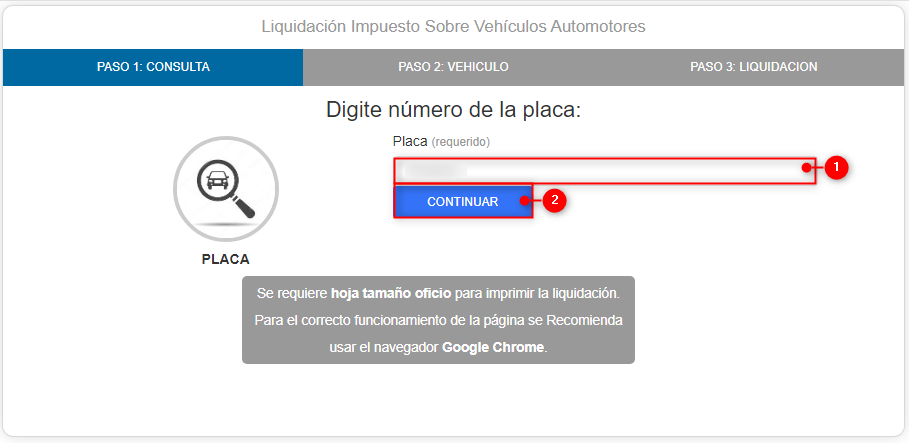 Liquidación Impuesto Sobre Vehículos Automotores
PASO 1: CONSULTA
PASO 2: VEHICULO
PASO 3: LIQUIDACION
Digite número de la placa:
Placa (requerido)
1
CONTINUAR
2
PLACA
Se requiere hoja tamaño oficio para imprimir la liquidación.
Para el correcto funcionamiento de la página se Recomienda
usar el navegador Google Chrome.